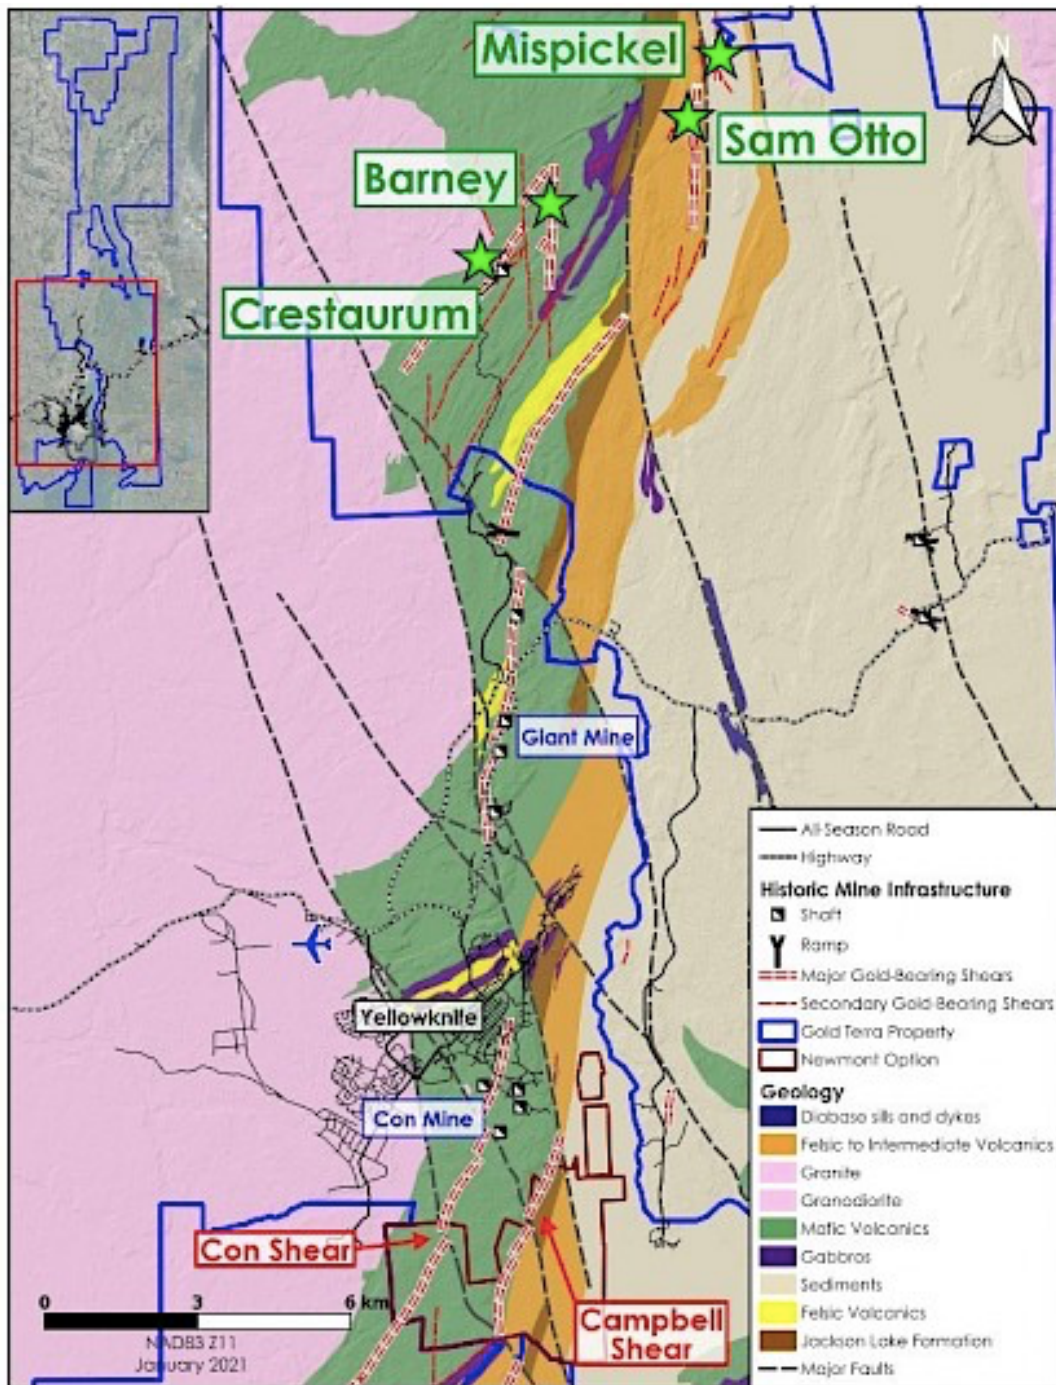 Mispickel
N
Sam Otto
Barney
Crestaurum
Giant Mine
Yellowknife
Con Mine
Con Shear
Campbell
Shear
0 3 6 km
NAD83 Z11
January 2021
All-Season Road
Highway
Historic Mine Infrastructure
Shaft
Ramp
Major Gold-Bearing Shears
Secondary Gold-Bearing Shears
Gold Terra Property
Newmont Option
Geology
Diabase sills and dykes
Felsic to Intermediate Volcanics
Granite
Granodiorite
Mafic Volcanics
Gabbros
Sediments
Felsic Volcanics
Jackson Lake Formation
Major Faults